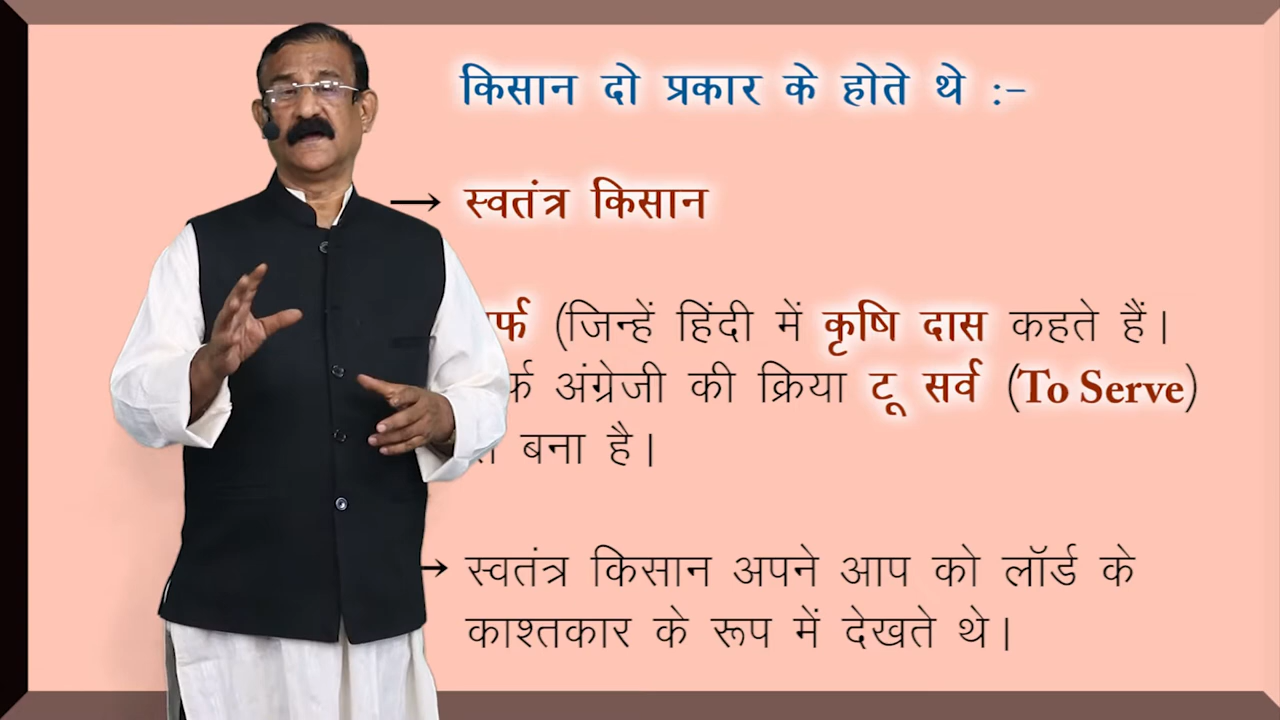 किसान दो प्रकार के होते थे :-
→ स्वतंत्र किसान
(जिन्हें हिंदी में कृषि दास कहते हैं।
अंग्रेजी की क्रिया टू सर्व (To Serve)
बना है।
→ स्वतंत्र किसान अपने आप को लॉर्ड के
काश्तकार के रूप में देखते थे।